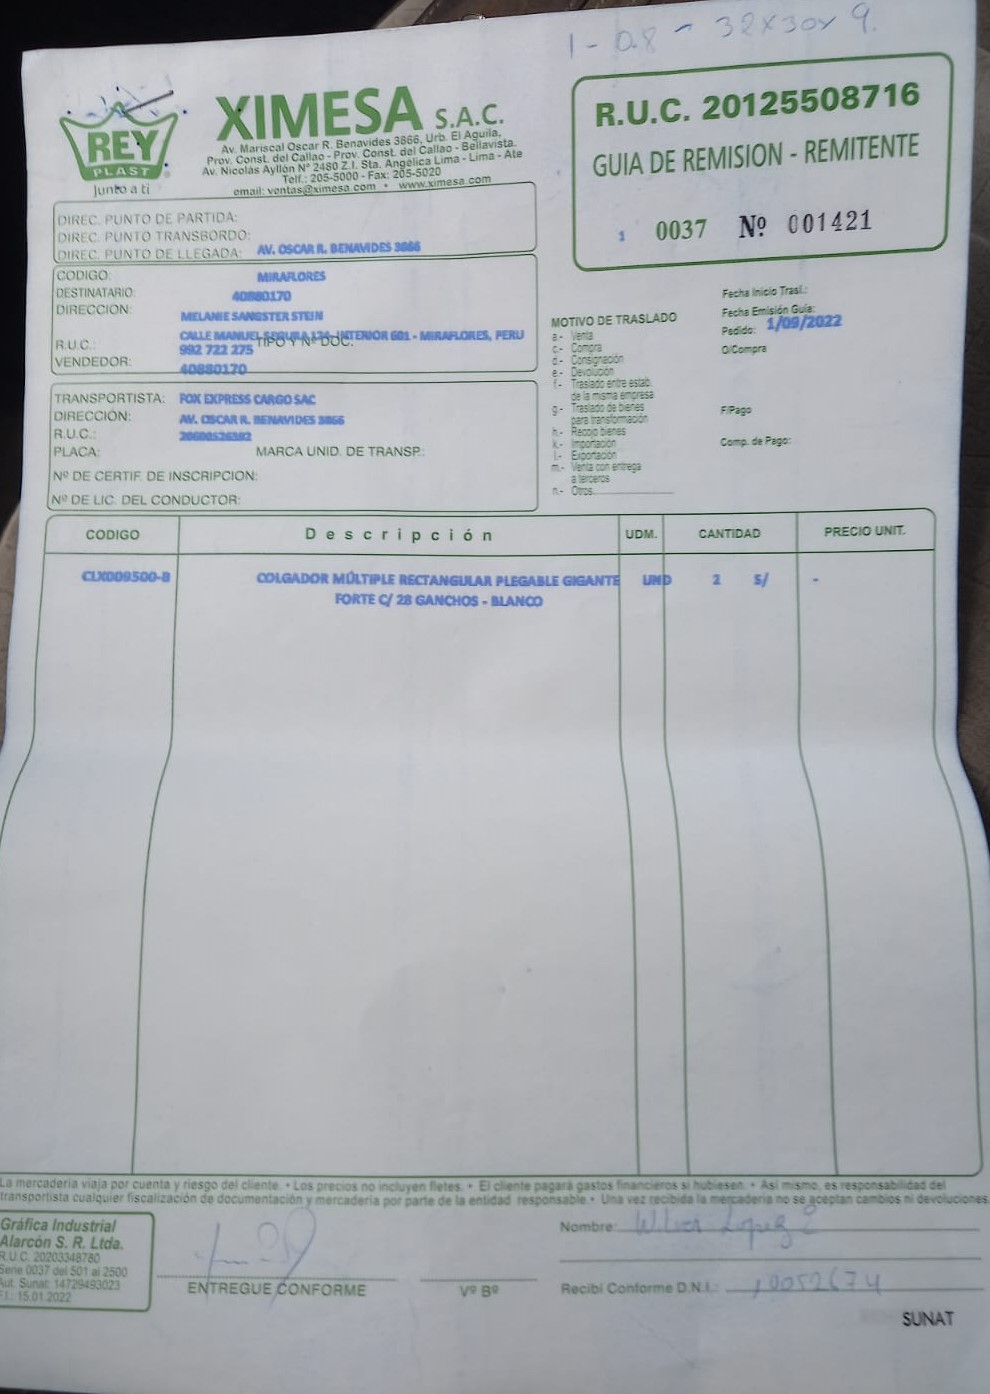 1 - 0.8 - 32x30x 9.
REY
PLAST
Junto a ti
XIMESA S.A.C.
Av. Mariscal Oscar R. Benavides 3866, Urb. El Aguila,
Prov. Const. del Callao - Prov. Const. del Callao - Bellavista.
Av. Nicolas Ayllón Nº 2480 Z.I. Sta. Angélica Lima - Lima - Ate
Telf.: 205-5000 - Fax: 205-5020
email: ventas@ximesa.com • www.ximesa.com
R.U.C. 20125508716
GUIA DE REMISION - REMITENTE
1 0037 Nº 001421
DIREC. PUNTO DE PARTIDA:
DIREC. PUNTO TRANSBORDO:
DIREC. PUNTO DE LLEGADA: AV. OSCAR R. BENAVIDES 3866
CODIGO: MIRAFLORES
DESTINATARIO: 40880170
DIRECCION: MELANIE SANGSTER STEIN
CALLE MANUEL SEGURA 134-INTERIOR 601 - MIRAFLORES, PERU
R.U.C.: 992 722 275 TIPO Y Nº DOC.
VENDEDOR: 40880170
Fecha Inicio Trasl.:
Fecha Emisión Guía:
Pedido: 1/09/2022
O/Compra
F/Pago
Comp. de Pago:
MOTIVO DE TRASLADO
a.- Venta
c.- Compra
d.- Consignación
e.- Devolución
f.- Traslado entre estab.
de la misma empresa
g.- Traslado de bienes
para transformación
h.- Recojo bienes
k.- Importación
l.- Exportación
m.- Venta con entrega
a terceros
n.- Otros
TRANSPORTISTA: FOX EXPRESS CARGO SAC
DIRECCIÓN: AV. OSCAR R. BENAVIDES 3866
R.U.C.: 20600526392
PLACA: MARCA UNID. DE TRANSP.:
Nº DE CERTIF. DE INSCRIPCION:
Nº DE LIC. DEL CONDUCTOR:
CODIGO Descripción UDM. CANTIDAD PRECIO UNIT.
CLX009500-B COLGADOR MÚLTIPLE RECTANGULAR PLEGABLE GIGANTE UND 2 S/ -
FORTE C/ 28 GANCHOS - BLANCO
La mercadería viaja por cuenta y riesgo del cliente. • Los precios no incluyen fletes. • El cliente pagará gastos financieros si hubiesen. • Así mismo, es responsabilidad del
transportista cualquier fiscalización de documentación y mercadería por parte de la entidad responsable • Una vez recibida la mercadería no se aceptan cambios ni devoluciones
Gráfica Industrial
Alarcón S. R. Ltda.
R.U.C. 20203348780
Serie 0037 del 501 al 2500
Aut. Sunat: 14729493023
F.I.: 15.01.2022
ENTREGUE CONFORME
Vº Bº
Nombre: Wilver Lopez
Recibí Conforme D.N.I.: 10052674
SUNAT